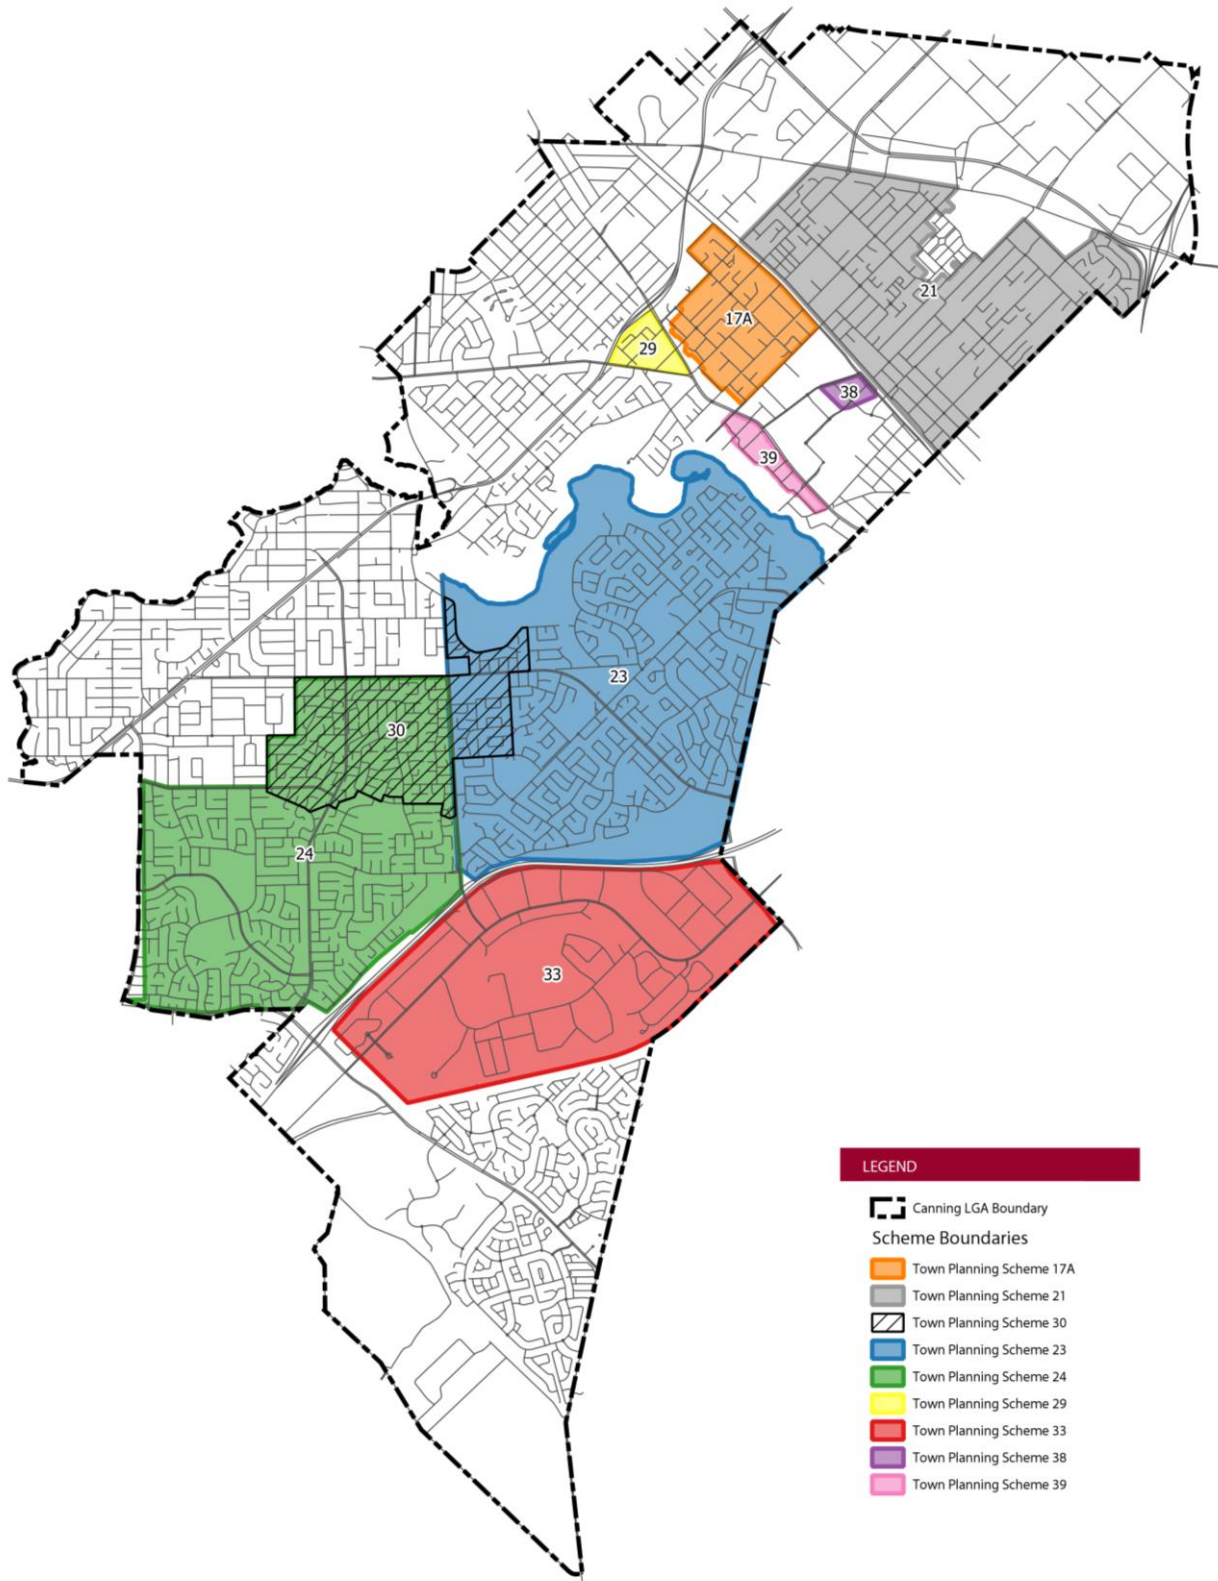 21
17A
29
38
39
23
30
24
33
LEGEND
Canning LGA Boundary
Scheme Boundaries
Town Planning Scheme 17A
Town Planning Scheme 21
Town Planning Scheme 30
Town Planning Scheme 23
Town Planning Scheme 24
Town Planning Scheme 29
Town Planning Scheme 33
Town Planning Scheme 38
Town Planning Scheme 39